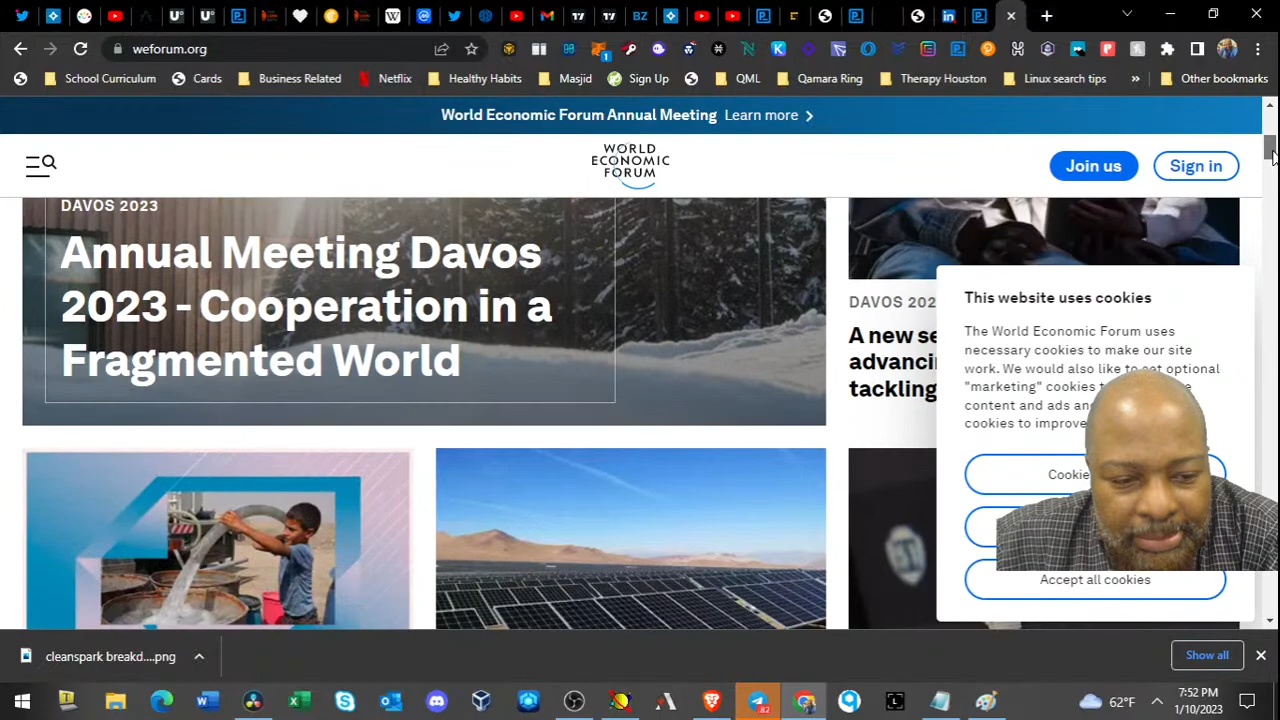 weforum.org
1
School Curriculum
Cards
Business Related
Netflix
Healthy Habits
Masjid
Sign Up
QML
Qamara Ring
Therapy Houston
Linux search tips
»
Other bookmarks
World Economic Forum Annual Meeting Learn more
WORLD
ECONOMIC
FORUM
Join us
Sign in
DAVOS 2023
Annual Meeting Davos
2023 - Cooperation in a
Fragmented World
DAVOS 202
A new se
advanci
tackling
This website uses cookies
The World Economic Forum uses
necessary cookies to make our site
work. We would also like to set optional
"marketing" cookies
content and ads
cookies to improve
Cookie
Accept all cookies
cleanspark breakd....png
Show all
.82
62°F
7:52 PM
1/10/2023